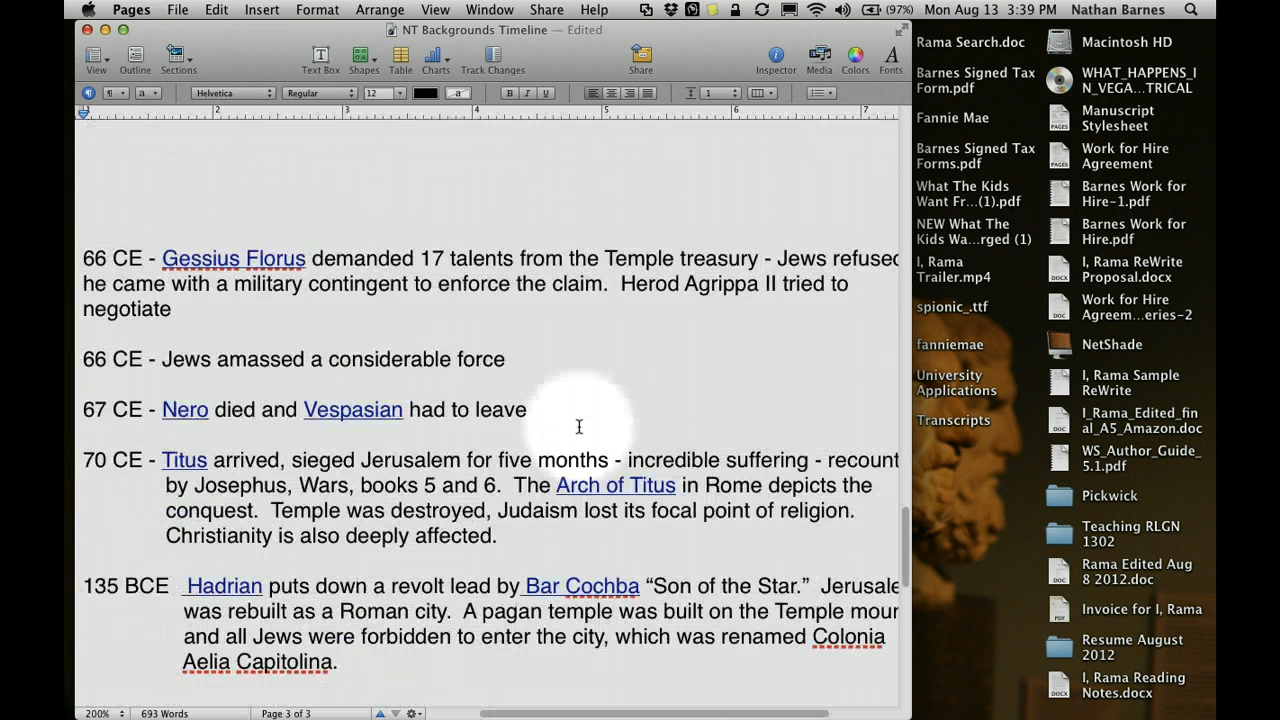 Pages File Edit Insert Format Arrange View Window Share Help (97%) Mon Aug 13 3:39 PM Nathan Barnes
NT Backgrounds Timeline — Edited
View Outline Sections Text Box Shapes Table Charts Track Changes Share Inspector Media Colors Fonts
¶ a Helvetica Regular 12 a B I U 1
2 3 4 5 6 7
66 CE - Gessius Florus demanded 17 talents from the Temple treasury - Jews refused
he came with a military contingent to enforce the claim. Herod Agrippa II tried to
negotiate
66 CE - Jews amassed a considerable force
67 CE - Nero died and Vespasian had to leave
70 CE - Titus arrived, sieged Jerusalem for five months - incredible suffering - recount
by Josephus, Wars, books 5 and 6. The Arch of Titus in Rome depicts the
conquest. Temple was destroyed, Judaism lost its focal point of religion.
Christianity is also deeply affected.
135 BCE Hadrian puts down a revolt lead by Bar Cochba “Son of the Star.” Jerusale
was rebuilt as a Roman city. A pagan temple was built on the Temple moun
and all Jews were forbidden to enter the city, which was renamed Colonia
Aelia Capitolina.
200% 693 Words Page 3 of 3
Rama Search.doc
Barnes Signed Tax
Form.pdf
Fannie Mae
Barnes Signed Tax
Forms.pdf
What The Kids
Want Fr...(1).pdf
NEW What The
Kids Wa...rged (1)
I, Rama
Trailer.mp4
spionic_.ttf
fanniemae
University
Applications
Transcripts
Macintosh HD
WHAT_HAPPENS_I
N_VEGA...TRICAL
Manuscript
Stylesheet
Work for Hire
Agreement
Barnes Work for
Hire-1.pdf
Barnes Work for
Hire.pdf
I, Rama ReWrite
Proposal.docx
Work for Hire
Agreem...eries-2
NetShade
I, Rama Sample
ReWrite
I_Rama_Edited_fin
al_A5_Amazon.doc
WS_Author_Guide_
5.1.pdf
Pickwick
Teaching RLGN
1302
Rama Edited Aug
8 2012.doc
Invoice for I, Rama
Resume August
2012
I, Rama Reading
Notes.docx